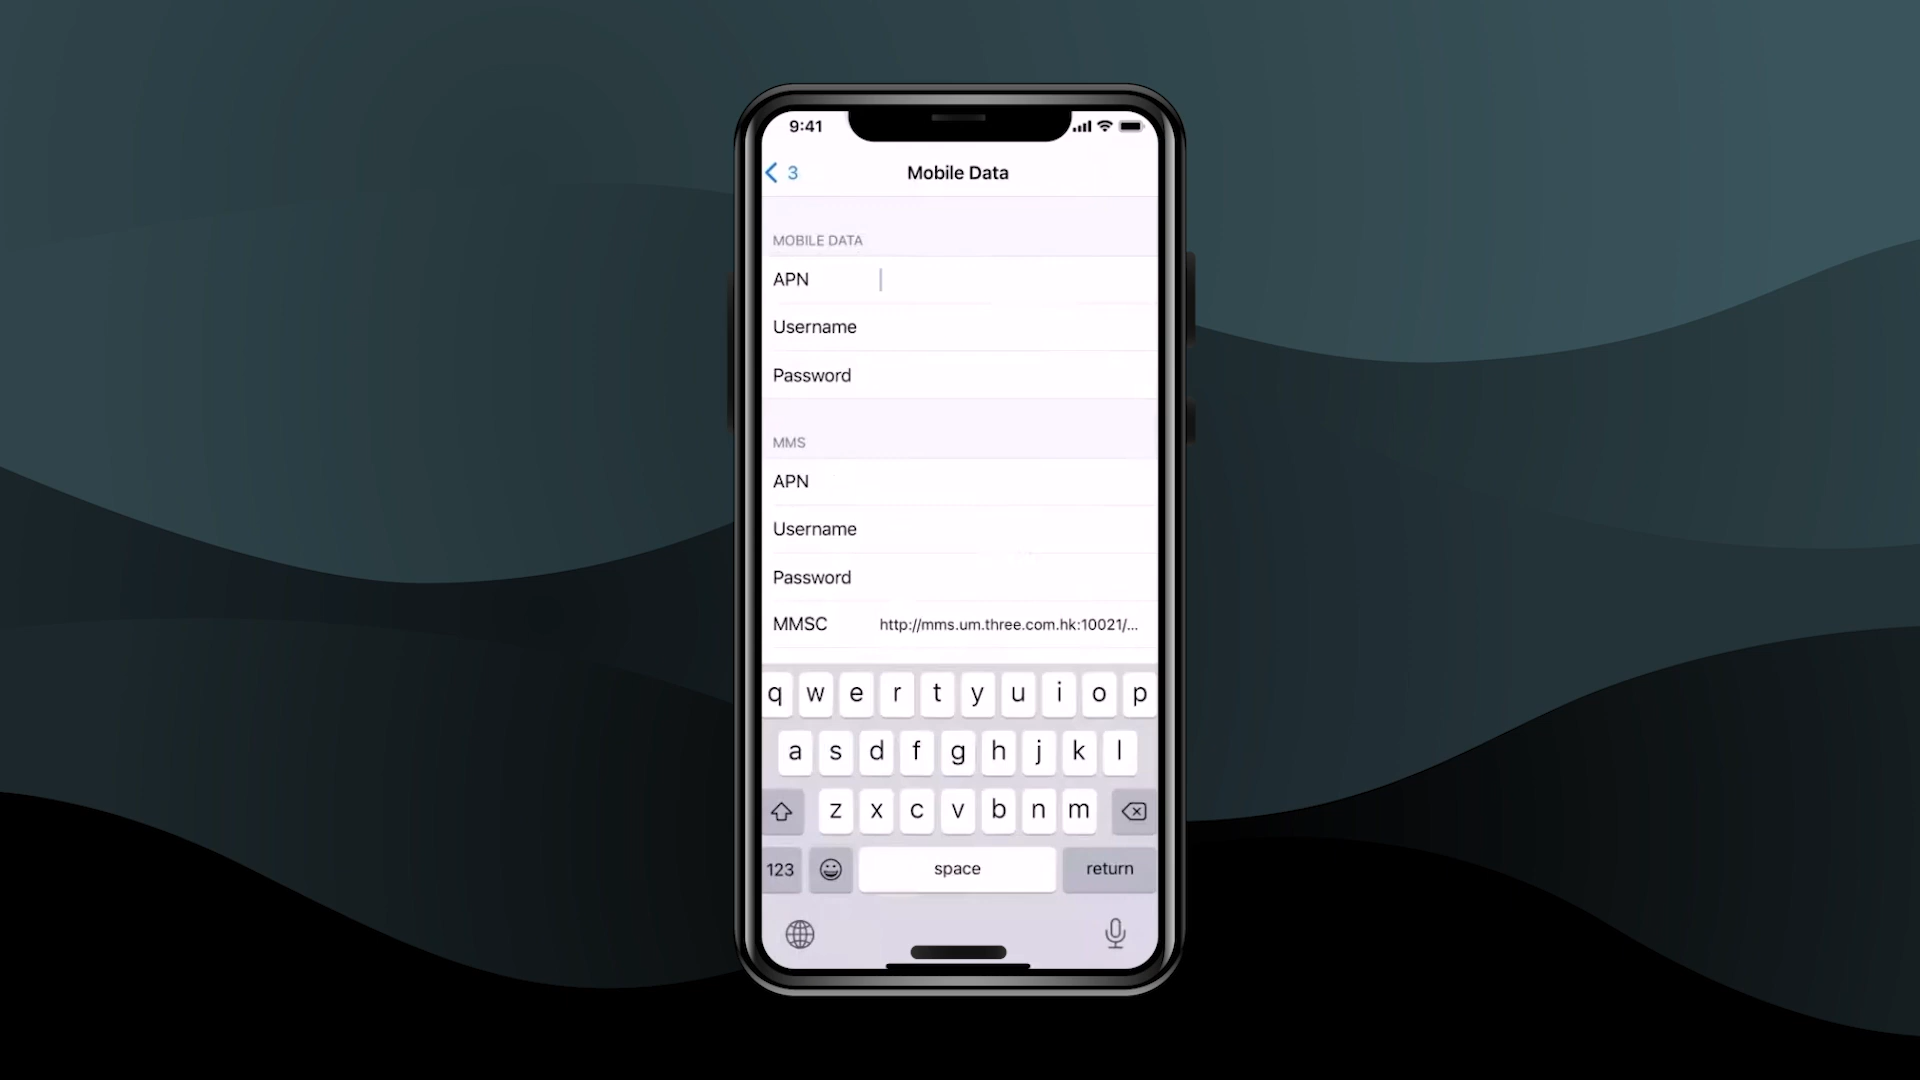 9:41
3 Mobile Data
MOBILE DATA
APN
Username
Password
MMS
APN
Username
Password
MMSC http://mms.um.three.com.hk:10021/...
q w e r t y u i o p
a s d f g h j k l
z x c v b n m
123 space return